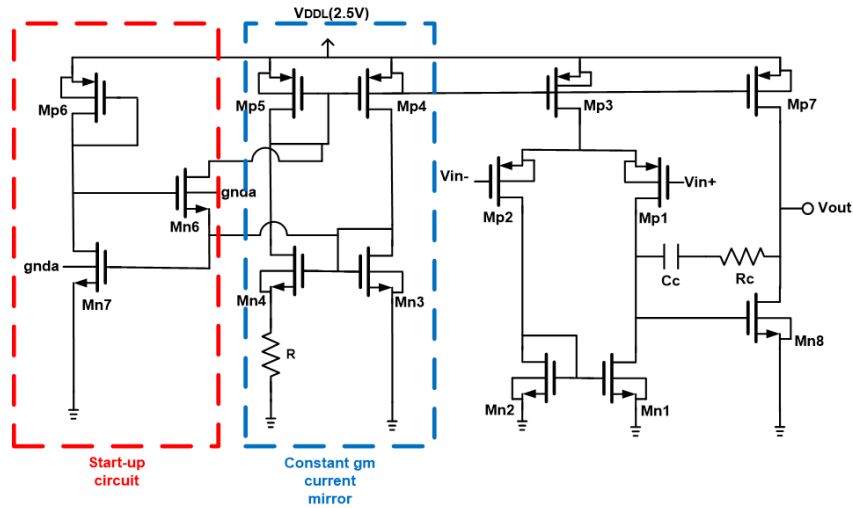 VDDL(2.5V)
Mp6
Mp5
Mp4
Mp3
Mp7
Vin-
gnda
Vin+
Mn6
Mp2
Mp1
Vout
gnda
Cc
Rc
Mn7
Mn4
Mn3
Mn8
R
Mn2
Mn1
Start-up
circuit
Constant gm
current
mirror